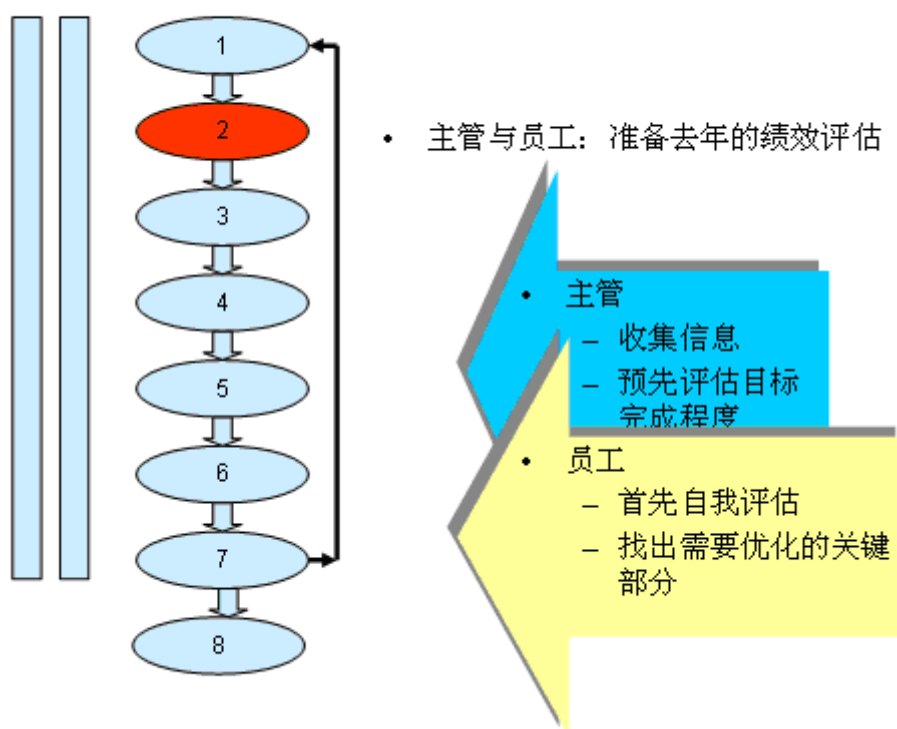 1
2
3
4
5
6
7
8
• 主管与员工：准备去年的绩效评估
• 主管
– 收集信息
– 预先评估目标
完成程度
• 员工
– 首先自我评估
– 找出需要优化的关键
部分